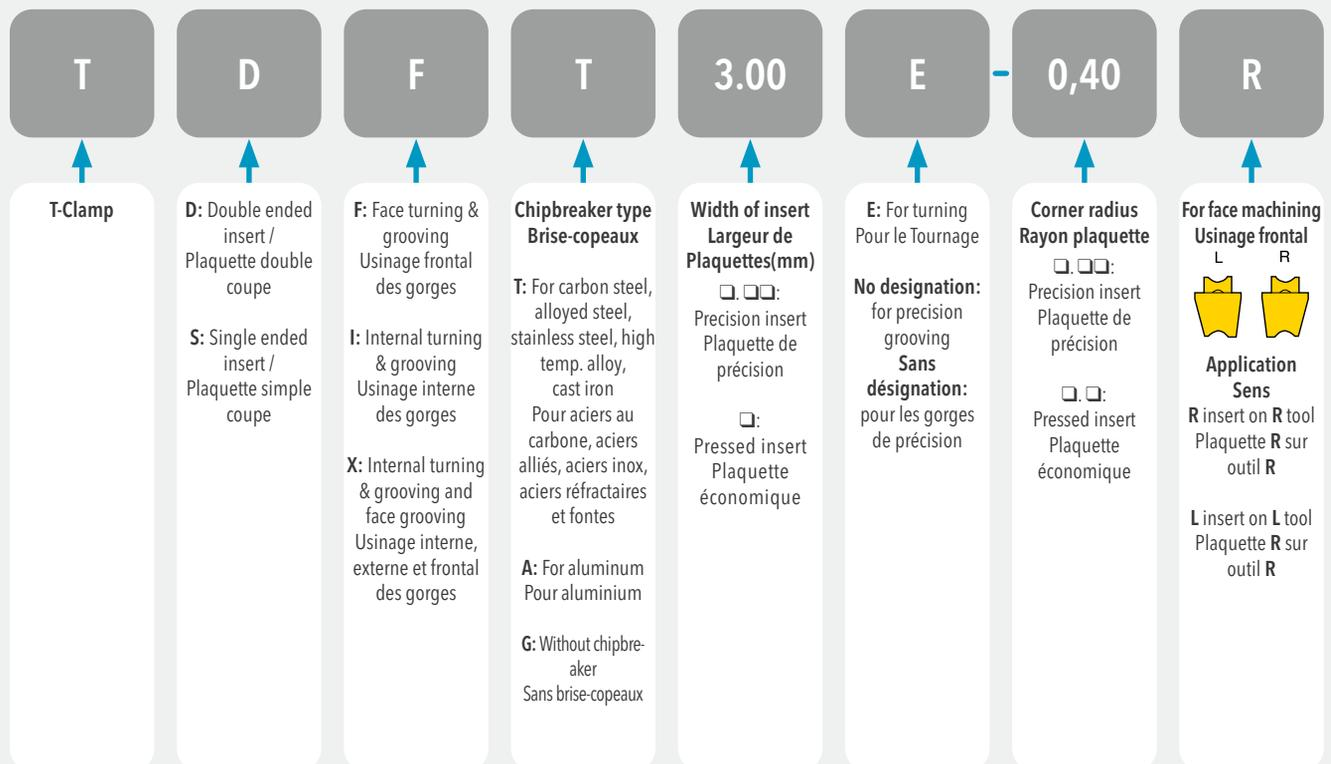 T
D
F
T
3.00
E
-
0,40
R
T-Clamp
D: Double ended
insert /
Plaquette double
coupe
S: Single ended
insert /
Plaquette simple
coupe
F: Face turning &
grooving
Usinage frontal
des gorges
I: Internal turning
& grooving
Usinage interne
des gorges
X: Internal turning
& grooving and
face grooving
Usinage interne,
externe et frontal
des gorges
Chipbreaker type
Brise-copeaux
T: For carbon steel,
alloyed steel,
stainless steel, high
temp. alloy,
cast iron
Pour aciers au
carbone, aciers
alliés, aciers inox,
aciers réfractaires
et fontes
A: For aluminum
Pour aluminium
G: Without chipbre-
aker
Sans brise-copeaux
Width of insert
Largeur de
Plaquettes(mm)
❏. ❏❏:
Precision insert
Plaquette de
précision
❏:
Pressed insert
Plaquette
économique
E: For turning
Pour le Tournage
No designation:
for precision
grooving
Sans
désignation:
pour les gorges
de précision
Corner radius
Rayon plaquette
❏. ❏❏:
Precision insert
Plaquette de
précision
❏. ❏:
Pressed insert
Plaquette
économique
For face machining
Usinage frontal
L R
Application
Sens
R insert on R tool
Plaquette R sur
outil R
L insert on L tool
Plaquette R sur
outil R